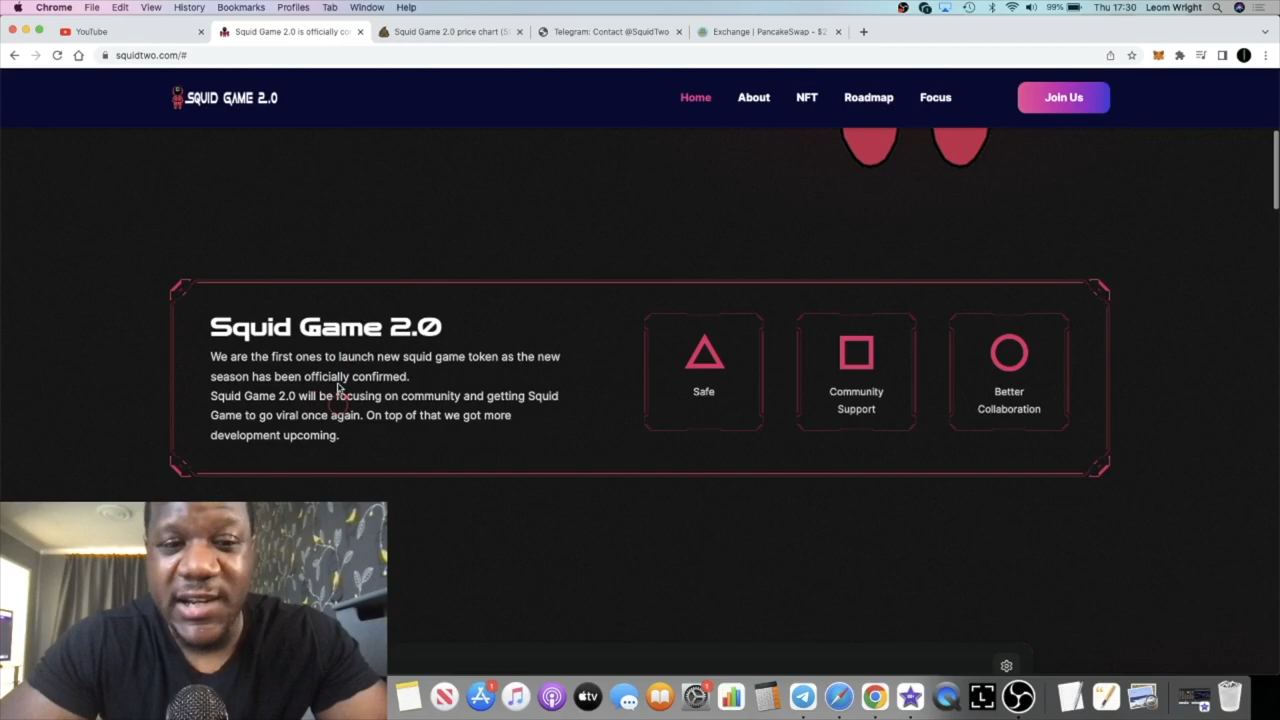 Chrome File Edit View History Bookmarks Profiles Tab Window Help 99% Thu 17:30 Leom Wright
YouTube Squid Game 2.0 is officially co Squid Game 2.0 price chart (S Telegram: Contact @SquidTwo Exchange | PancakeSwap - $2
squidtwo.com/#
SQUID GAME 2.0 Home About NFT Roadmap Focus Join Us
Squid Game 2.0
We are the first ones to launch new squid game token as the new
season has been officially confirmed.
Squid Game 2.0 will be focusing on community and getting Squid
Game to go viral once again. On top of that we got more
development upcoming.
Safe
Community
Support
Better
Collaboration